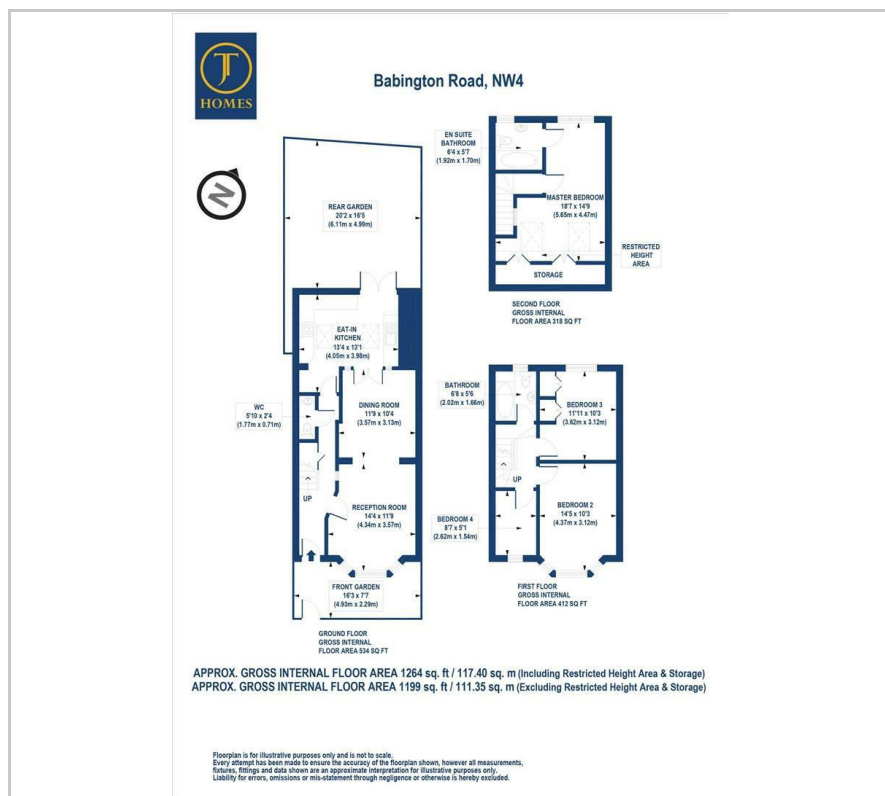 JT
HOMES
Babington Road, NW4
N
REAR GARDEN
20'2 x 16'5
(6.11m x 4.99m)
EAT-IN
KITCHEN
13'4 x 13'1
(4.05m x 3.98m)
WC
5'10 x 2'4
(1.77m x 0.71m)
DINING ROOM
11'9 x 10'4
(3.57m x 3.13m)
UP
RECEPTION ROOM
14'4 x 11'9
(4.34m x 3.57m)
FRONT GARDEN
16'3 x 7'7
(4.93m x 2.29m)
GROUND FLOOR
GROSS INTERNAL
FLOOR AREA 534 SQ FT
EN SUITE
BATHROOM
6'4 x 5'7
(1.92m x 1.70m)
MASTER BEDROOM
18'7 x 14'9
(5.65m x 4.47m)
RESTRICTED
HEIGHT
AREA
STORAGE
SECOND FLOOR
GROSS INTERNAL
FLOOR AREA 318 SQ FT
BATHROOM
6'8 x 5'6
(2.02m x 1.66m)
BEDROOM 3
11'11 x 10'3
(3.62m x 3.12m)
UP
BEDROOM 4
8'7 x 5'1
(2.62m x 1.54m)
BEDROOM 2
14'5 x 10'3
(4.37m x 3.12m)
FIRST FLOOR
GROSS INTERNAL
FLOOR AREA 412 SQ FT
APPROX. GROSS INTERNAL FLOOR AREA 1264 sq. ft / 117.40 sq. m (Including Restricted Height Area & Storage)
APPROX. GROSS INTERNAL FLOOR AREA 1199 sq. ft / 111.35 sq. m (Excluding Restricted Height Area & Storage)
Floorplan is for illustrative purposes only and is not to scale.
Every attempt has been made to ensure the accuracy of the floorplan shown, however all measurements,
fixtures, fittings and data shown are an approximate interpretation for illustrative purposes only.
Liability for errors, omissions or mis-statement through negligence or otherwise is hereby excluded.